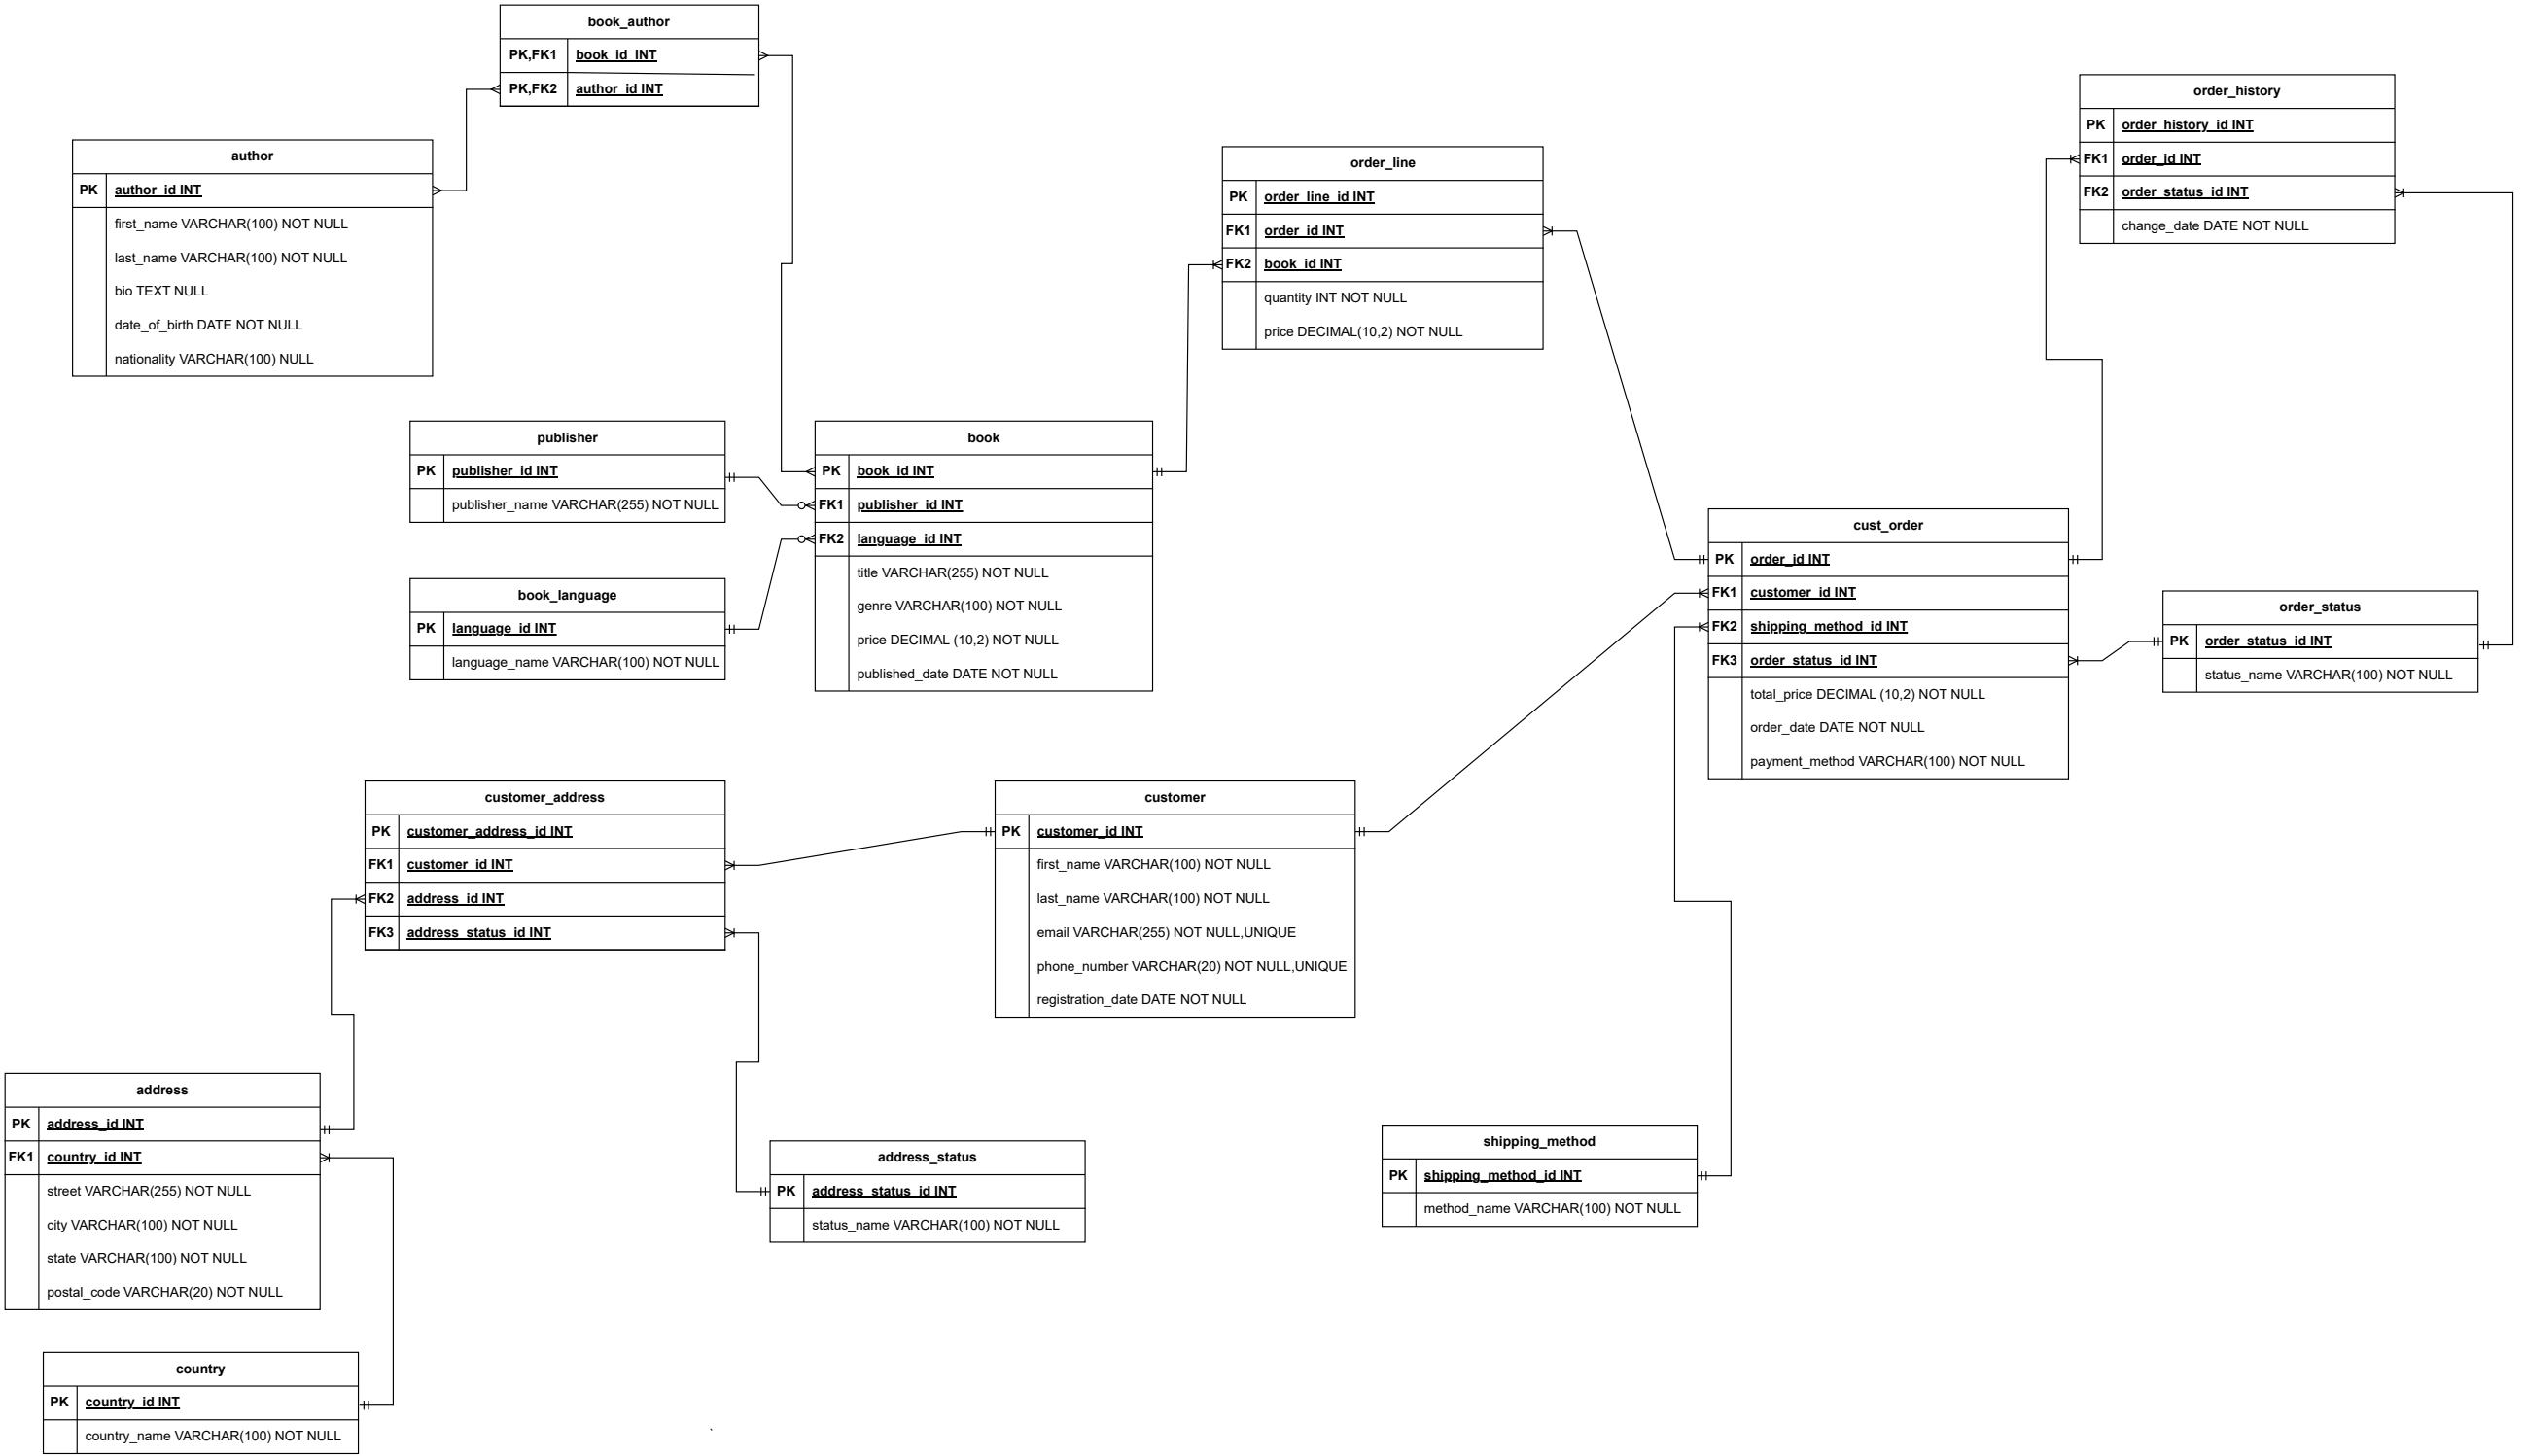 book_author
PK,FK1 book_id INT
PK,FK2 author_id INT
author
PK author_id INT
first_name VARCHAR(100) NOT NULL
last_name VARCHAR(100) NOT NULL
bio TEXT NULL
date_of_birth DATE NOT NULL
nationality VARCHAR(100) NULL
order_line
PK order_line_id INT
FK1 order_id INT
FK2 book_id INT
quantity INT NOT NULL
price DECIMAL(10,2) NOT NULL
order_history
PK order_history_id INT
FK1 order_id INT
FK2 order_status_id INT
change_date DATE NOT NULL
publisher
PK publisher_id INT
publisher_name VARCHAR(255) NOT NULL
book
PK book_id INT
FK1 publisher_id INT
FK2 language_id INT
title VARCHAR(255) NOT NULL
genre VARCHAR(100) NOT NULL
price DECIMAL (10,2) NOT NULL
published_date DATE NOT NULL
book_language
PK language_id INT
language_name VARCHAR(100) NOT NULL
cust_order
PK order_id INT
FK1 customer_id INT
FK2 shipping_method_id INT
FK3 order_status_id INT
total_price DECIMAL (10,2) NOT NULL
order_date DATE NOT NULL
payment_method VARCHAR(100) NOT NULL
order_status
PK order_status_id INT
status_name VARCHAR(100) NOT NULL
customer_address
PK customer_address_id INT
FK1 customer_id INT
FK2 address_id INT
FK3 address_status_id INT
customer
PK customer_id INT
first_name VARCHAR(100) NOT NULL
last_name VARCHAR(100) NOT NULL
email VARCHAR(255) NOT NULL,UNIQUE
phone_number VARCHAR(20) NOT NULL,UNIQUE
registration_date DATE NOT NULL
address
PK address_id INT
FK1 country_id INT
street VARCHAR(255) NOT NULL
city VARCHAR(100) NOT NULL
state VARCHAR(100) NOT NULL
postal_code VARCHAR(20) NOT NULL
address_status
PK address_status_id INT
status_name VARCHAR(100) NOT NULL
shipping_method
PK shipping_method_id INT
method_name VARCHAR(100) NOT NULL
country
PK country_id INT
country_name VARCHAR(100) NOT NULL